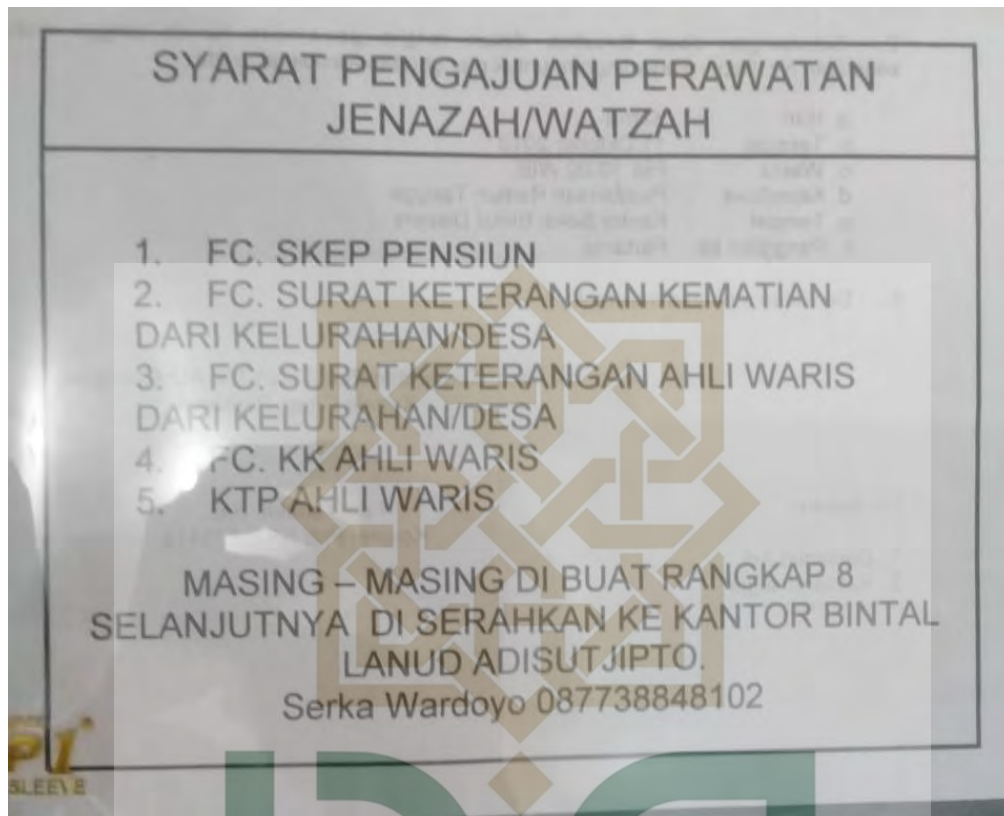 SYARAT PENGAJUAN PERAWATAN
JENAZAH/WATZAH
1. FC. SKEP PENSIUN
2. FC. SURAT KETERANGAN KEMATIAN
DARI KELURAHAN/DESA
3. FC. SURAT KETERANGAN AHLI WARIS
DARI KELURAHAN/DESA
4. FC. KK AHLI WARIS
5. KTP AHLI WARIS
MASING – MASING DI BUAT RANGKAP 8
SELANJUTNYA DI SERAHKAN KE KANTOR BINTAL
LANUD ADISUTJIPTO.
Serka Wardoyo 087738848102
SLEEVE